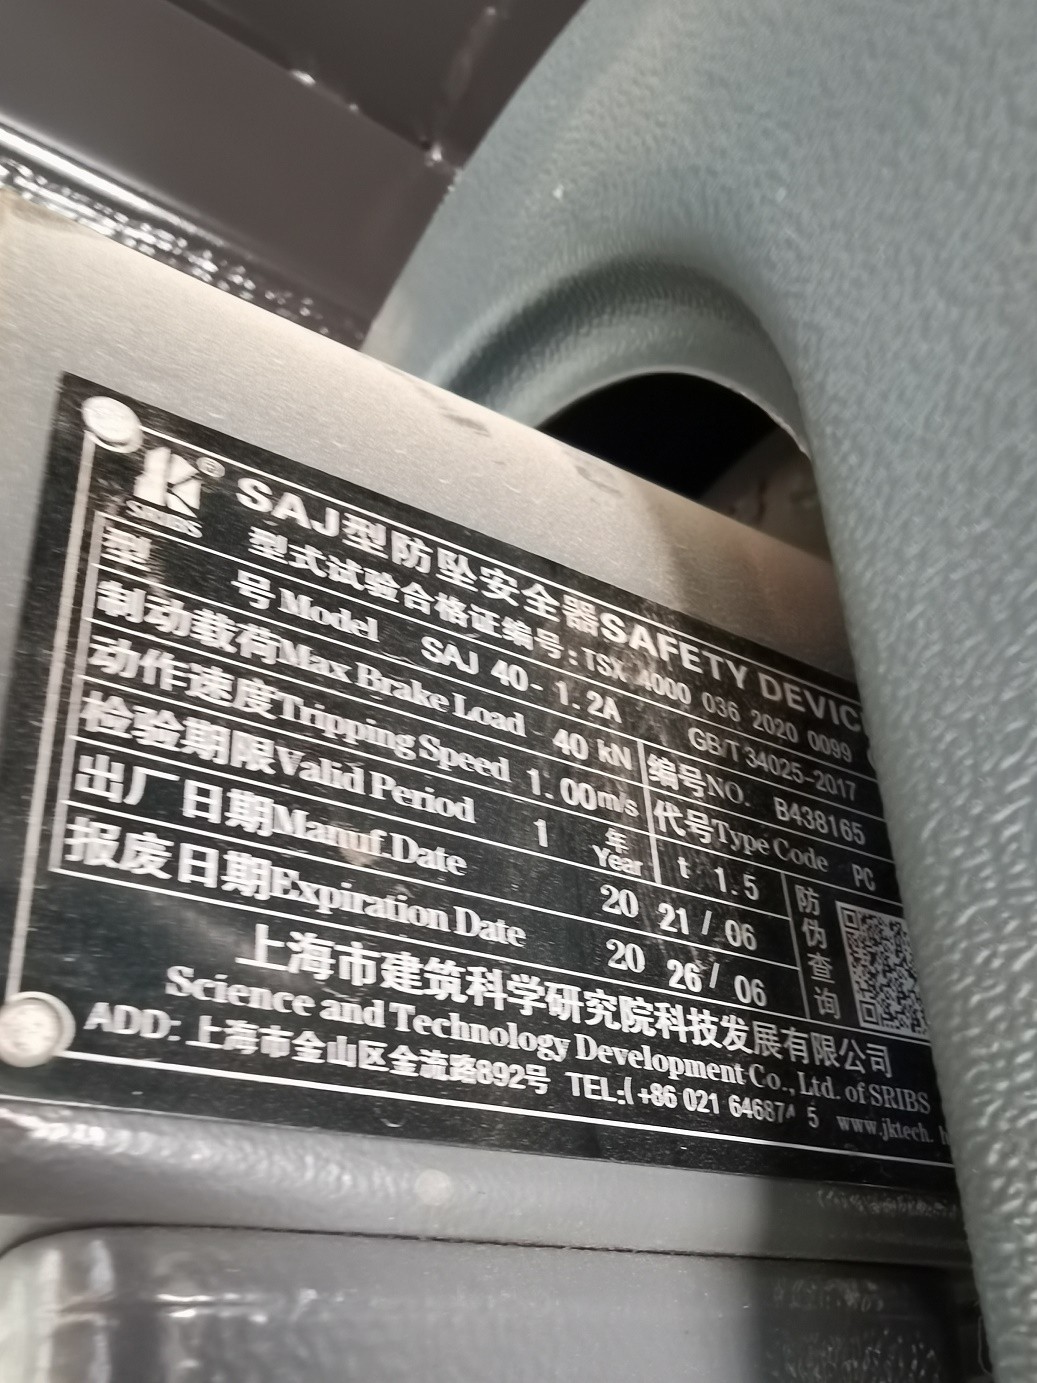 SRIBS ®
SAJ型防坠安全器SAFETY DEVIC
型式试验合格证编号:TSX 4000 036 2020 0099
型 号 Model SAJ 40-1.2A GB/T 34025-2017
制动载荷Max Brake Load 40 kN 编号NO. B438165
动作速度Tripping Speed 1.00m/s 代号Type Code PC
检验期限Valid Period 1 年 Year t 1.5
出厂日期Manuf.Date 20 21/ 06
报废日期Expiration Date 20 26/ 06
防伪查询
上海市建筑科学研究院科技发展有限公司
Science and Technology Development Co., Ltd. of SRIBS
ADD: 上海市金山区金流路892号 TEL:(+86 021 www.jktech.